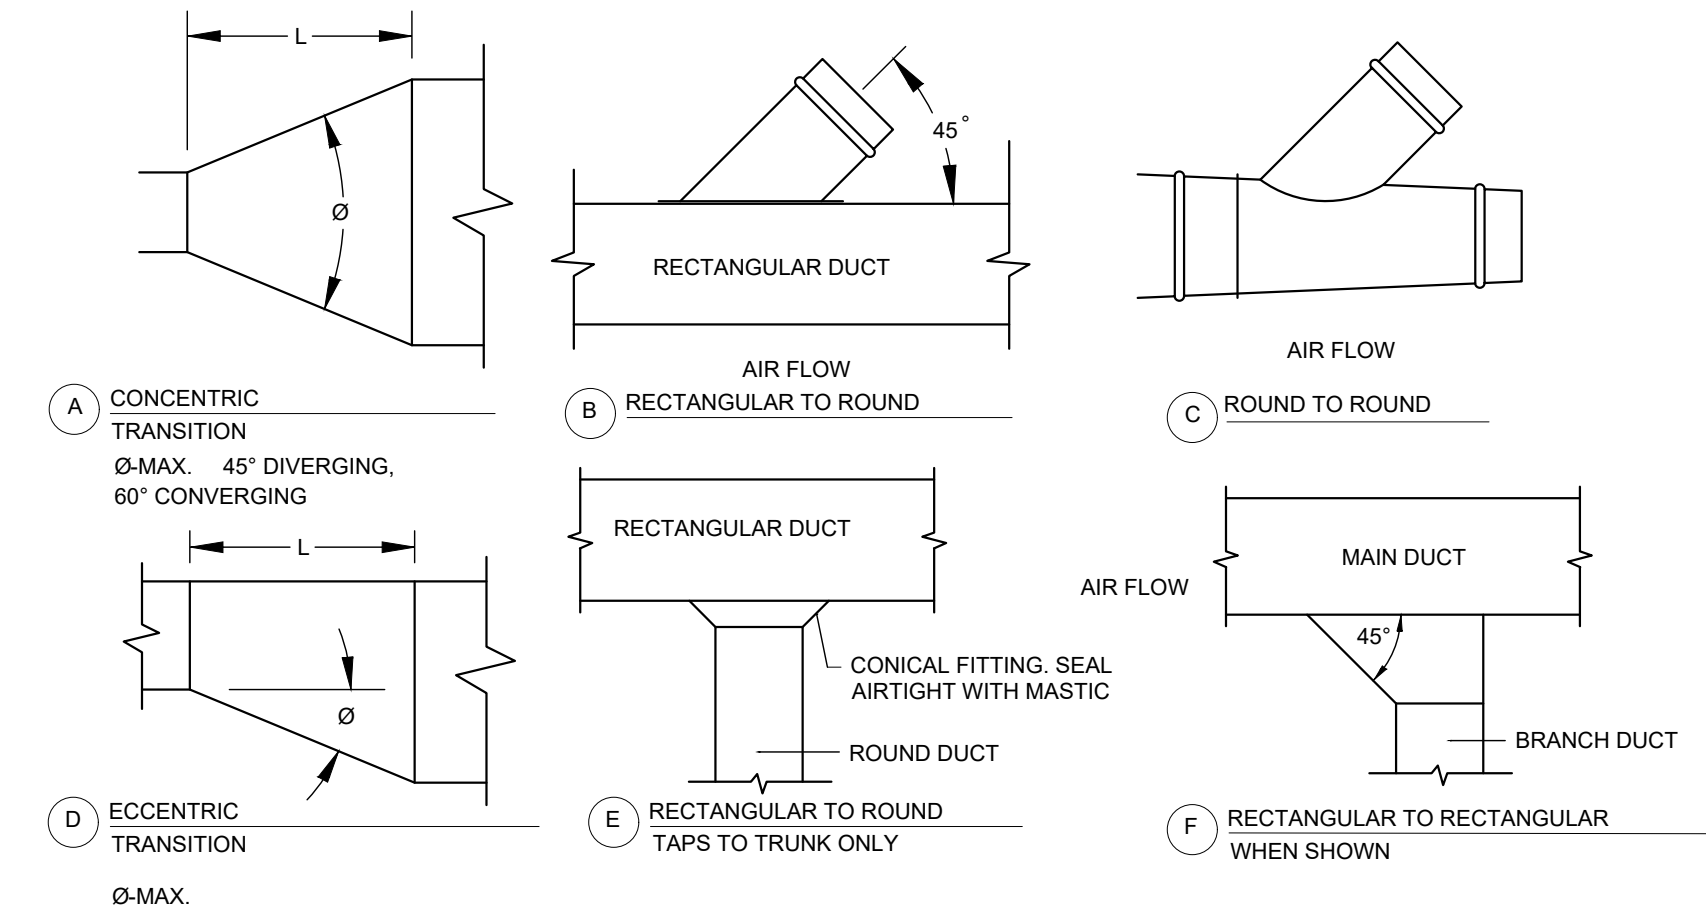 L
Ø
A
CONCENTRIC
TRANSITION
Ø-MAX. 45° DIVERGING,
60° CONVERGING
45°
RECTANGULAR DUCT
AIR FLOW
B
RECTANGULAR TO ROUND
AIR FLOW
C
ROUND TO ROUND
L
Ø
D
ECCENTRIC
TRANSITION
Ø-MAX.
RECTANGULAR DUCT
CONICAL FITTING. SEAL
AIRTIGHT WITH MASTIC
ROUND DUCT
E
RECTANGULAR TO ROUND
TAPS TO TRUNK ONLY
AIR FLOW
MAIN DUCT
45°
BRANCH DUCT
F
RECTANGULAR TO RECTANGULAR
WHEN SHOWN